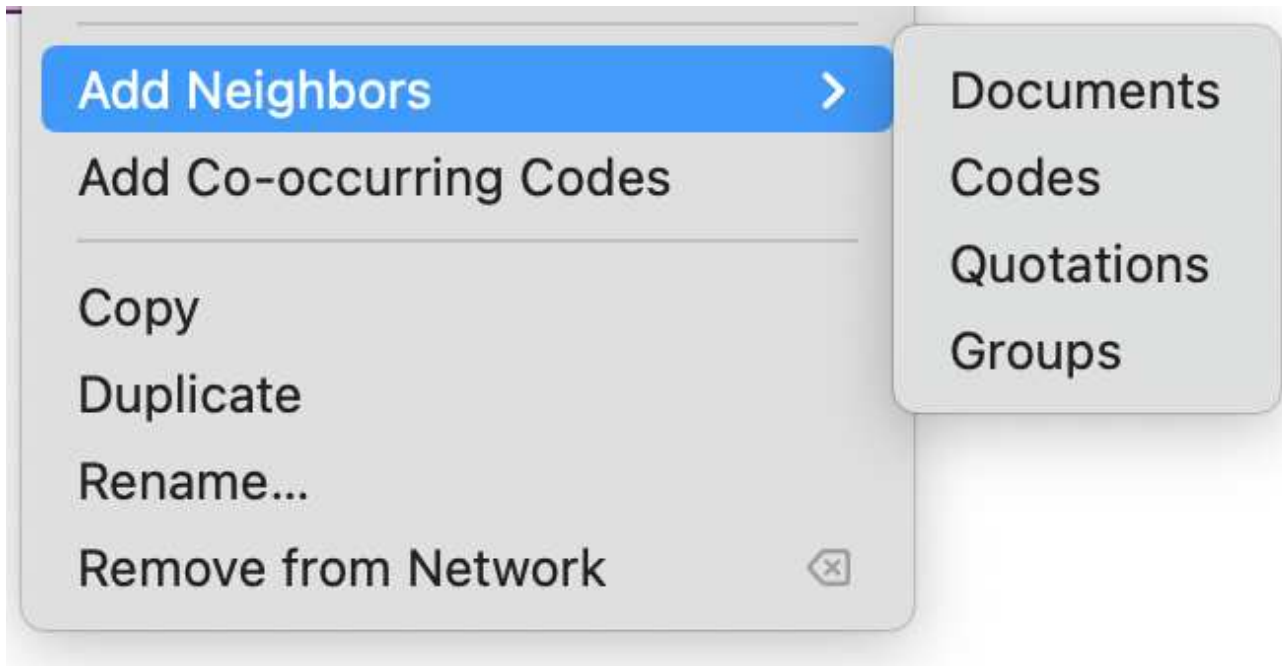 Add Neighbors
Add Co-occurring Codes
Copy
Duplicate
Rename...
Remove from Network
Documents
Codes
Quotations
Groups